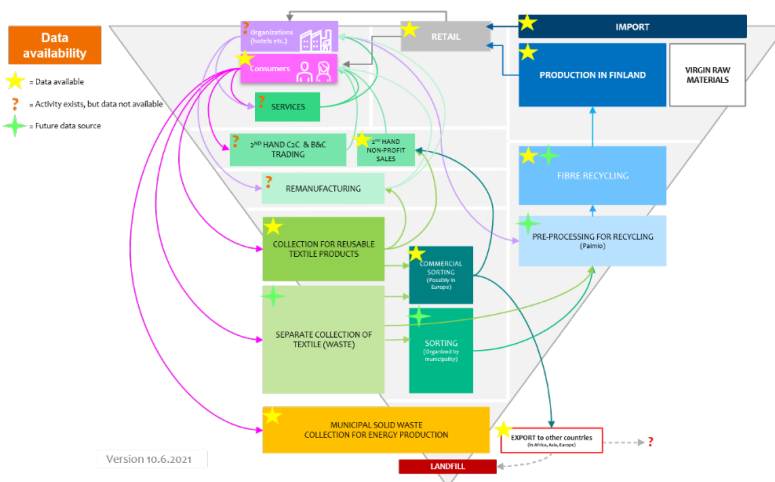 Data
availability
= Data available
?
= Activity exists, but data not available
= Future data source
?
Organizations
(hotels etc.)
Consumers
RETAIL
IMPORT
PRODUCTION IN FINLAND
VIRGIN RAW
MATERIALS
?
SERVICES
?
2ND HAND C2C & B&C
TRADING
2ND HAND
NON-PROFIT
SALES
?
REMANUFACTURING
FIBRE RECYCLING
PRE-PROCESSING FOR RECYCLING
(Paimio)
COLLECTION FOR REUSABLE
TEXTILE PRODUCTS
COMMERCIAL
SORTING
(Possibly in
Europe)
SEPARATE COLLECTION OF
TEXTILE (WASTE)
SORTING
(Organized by
municipality)
MUNICIPAL SOLID WASTE
COLLECTION FOR ENERGY PRODUCTION
EXPORT to other countries
(in Africa, Asia, Europe)
?
LANDFILL
Version 10.6.2021